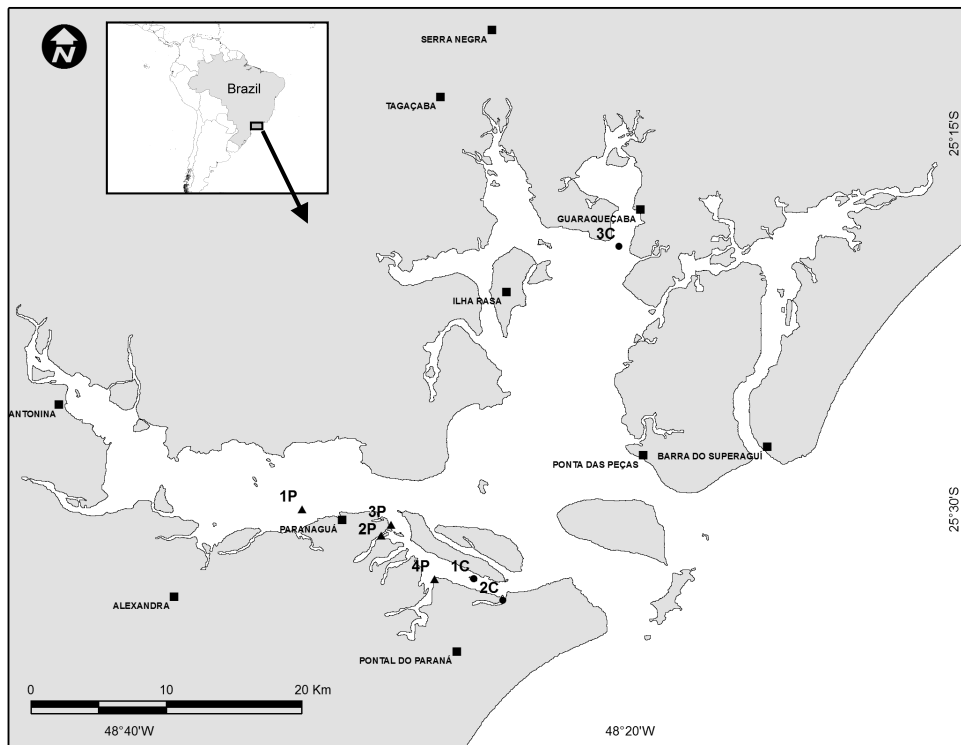 SERRA NEGRA
N
Brazil
TAGAÇABA
25°15'S
GUARAQUEÇABA
3C
ILHA RASA
ANTONINA
BARRA DO SUPERAGUÍ
PONTA DAS PEÇAS
1P
3P
PARANAGUÁ
2P
25°30'S
4P
1C
2C
ALEXANDRA
PONTAL DO PARANÁ
0 10 20 Km
48°40'W 48°20'W